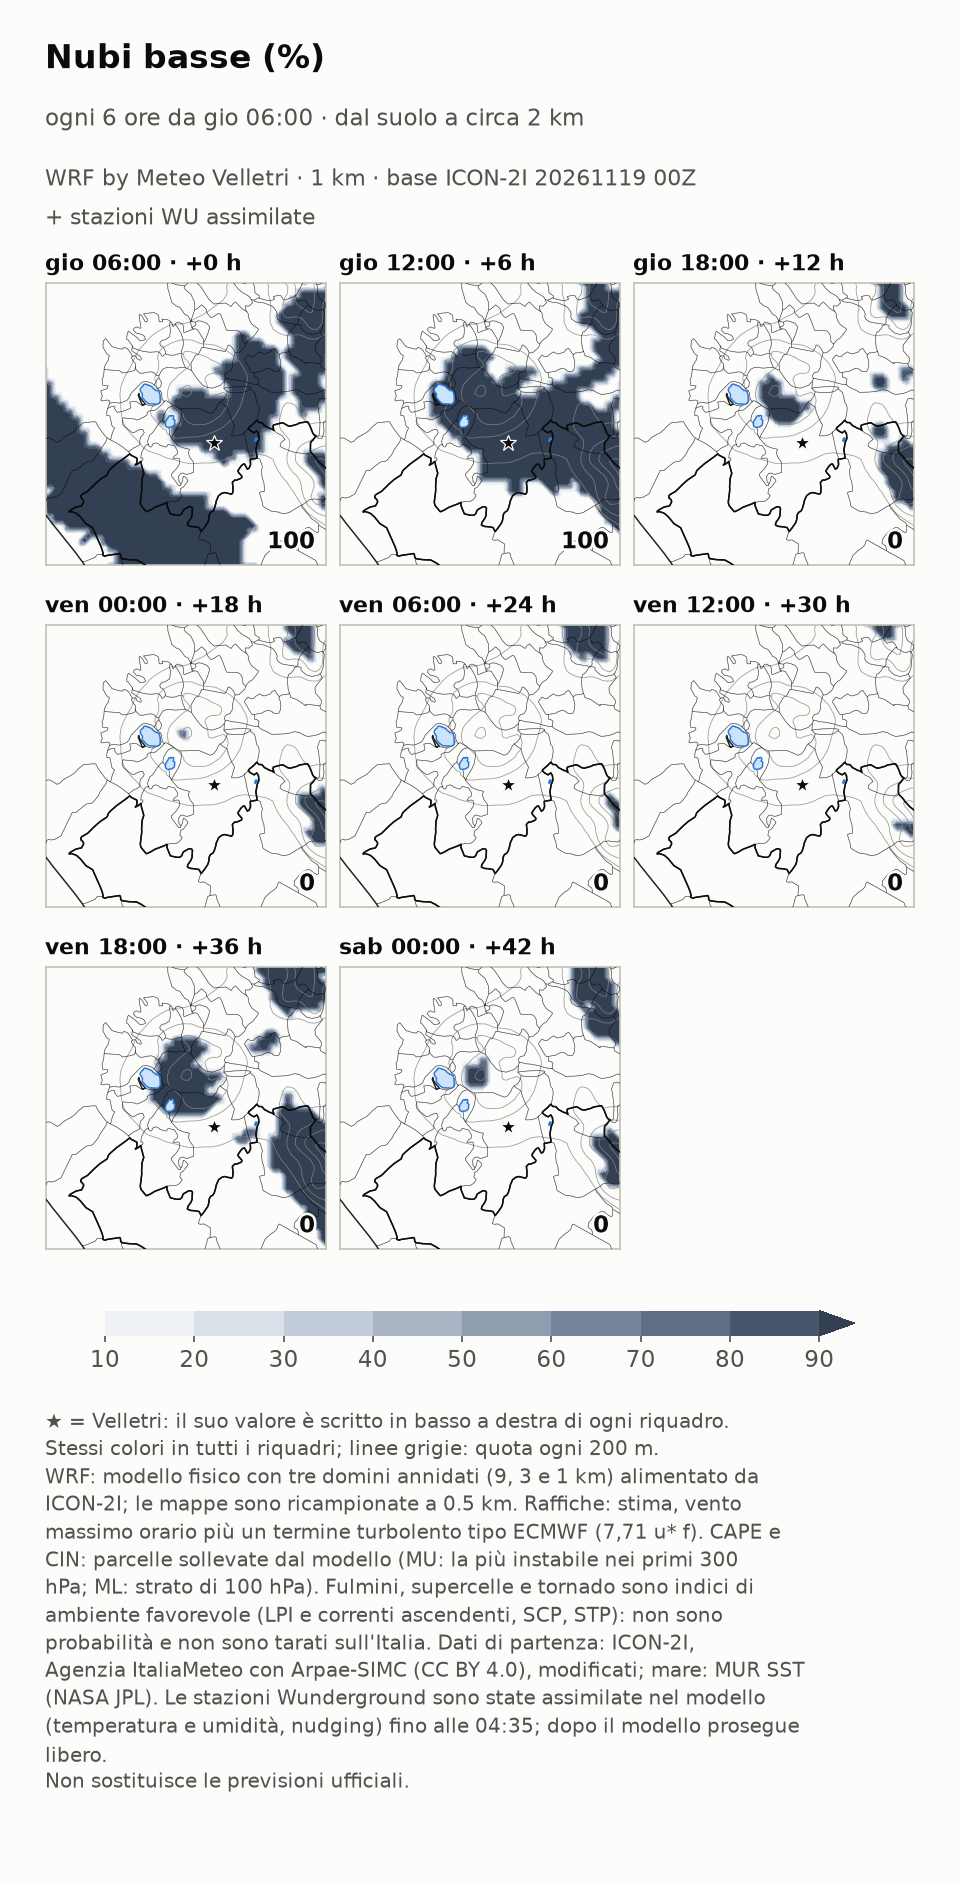 Nubi basse (%)
ogni 6 ore da gio 06:00 · dal suolo a circa 2 km
WRF by Meteo Velletri · 1 km · base ICON-2I 20261119 00Z
+ stazioni WU assimilate
gio 06:00 · +0 h
gio 12:00 · +6 h
gio 18:00 · +12 h
100
100
0
ven 00:00 · +18 h
ven 06:00 · +24 h
ven 12:00 · +30 h
0
0
0
ven 18:00 · +36 h
sab 00:00 · +42 h
0
0
10 20 30 40 50 60 70 80 90
★ = Velletri: il suo valore è scritto in basso a destra di ogni riquadro.
Stessi colori in tutti i riquadri; linee grigie: quota ogni 200 m.
WRF: modello fisico con tre domini annidati (9, 3 e 1 km) alimentato da
ICON-2I; le mappe sono ricampionate a 0.5 km. Raffiche: stima, vento
massimo orario più un termine turbolento tipo ECMWF (7,71 u* f). CAPE e
CIN: parcelle sollevate dal modello (MU: la più instabile nei primi 300
hPa; ML: strato di 100 hPa). Fulmini, supercelle e tornado sono indici di
ambiente favorevole (LPI e correnti ascendenti, SCP, STP): non sono
probabilità e non sono tarati sull'Italia. Dati di partenza: ICON-2I,
Agenzia ItaliaMeteo con Arpae-SIMC (CC BY 4.0), modificati; mare: MUR SST
(NASA JPL). Le stazioni Wunderground sono state assimilate nel modello
(temperatura e umidità, nudging) fino alle 04:35; dopo il modello prosegue
libero.
Non sostituisce le previsioni ufficiali.